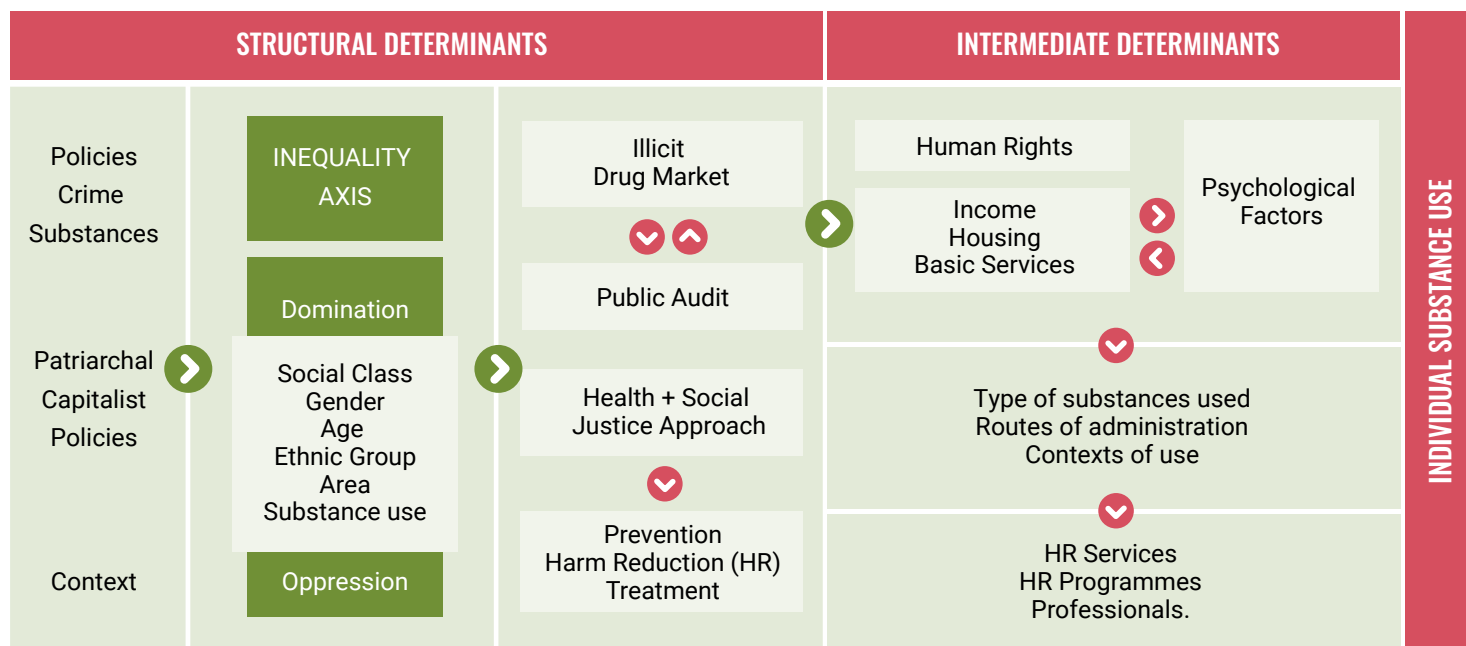 STRUCTURAL DETERMINANTS
INTERMEDIATE DETERMINANTS
Policies
Crime
Substances
Patriarchal
Capitalist
Policies
Context
INEQUALITY
AXIS
Domination
Social Class
Gender
Age
Ethnic Group
Area
Substance use
Oppression
Illicit
Drug Market
Public Audit
Health + Social
Justice Approach
Prevention
Harm Reduction (HR)
Treatment
Human Rights
Income
Housing
Basic Services
Psychological
Factors
Type of substances used
Routes of administration
Contexts of use
HR Services
HR Programmes
Professionals.
INDIVIDUAL SUBSTANCE USE